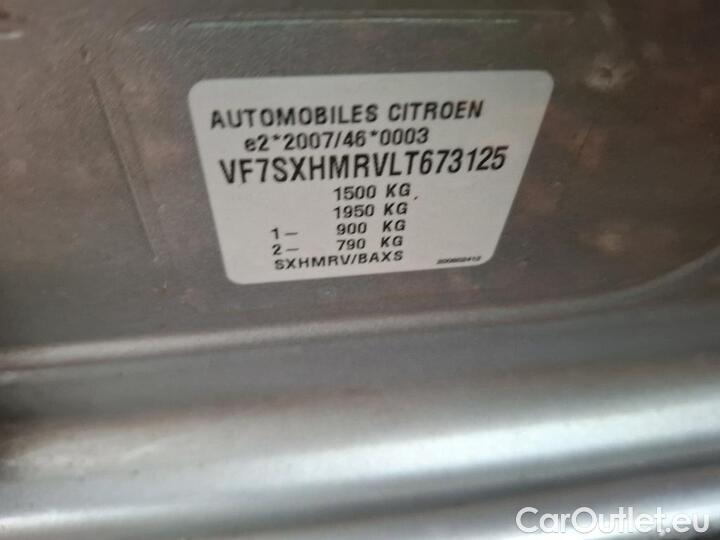 AUTOMOBILES CITROEN
e2*2007/46*0003
VF7SXHMRVLT673125
1500 KG
1950 KG
1– 900 KG
2– 790 KG
SXHMRV/BAXS
CarOutlet.eu